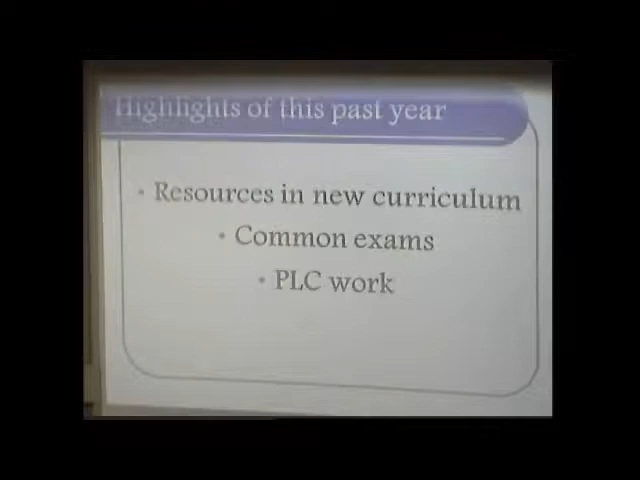 Highlights of this past year
• Resources in new curriculum
• Common exams
• PLC work